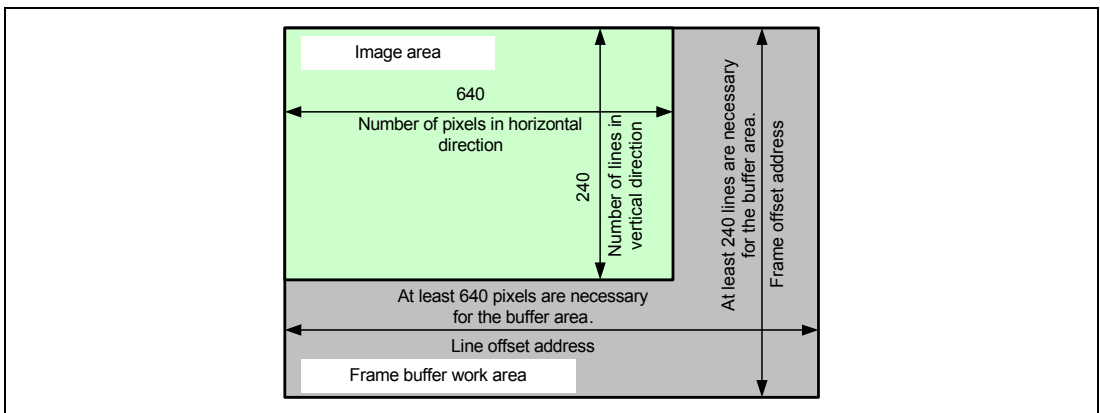 Image area
640
Number of pixels in horizontal
direction
240
Number of lines in
vertical direction
At least 240 lines are necessary
for the buffer area.
Frame offset address
At least 640 pixels are necessary
for the buffer area.
Line offset address
Frame buffer work area